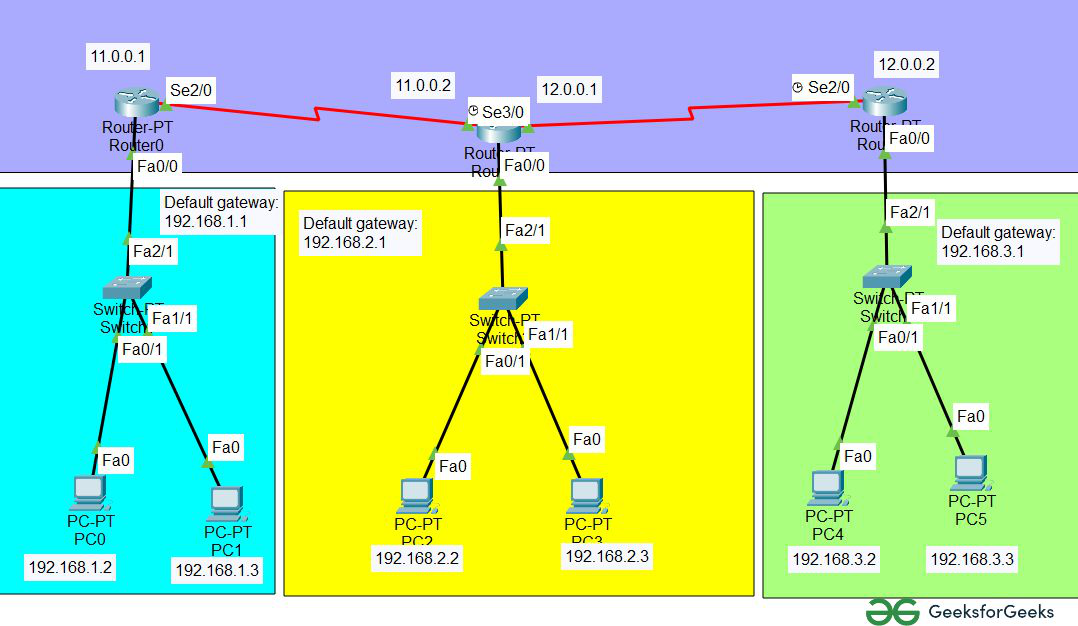 11.0.0.1
Se2/0
Router-PT
Router0
Fa0/0
11.0.0.2
Se3/0
12.0.0.1
Fa0/0
12.0.0.2
Se2/0
Fa0/0
Default gateway:
192.168.1.1
Fa2/1
Fa1/1
Fa0/1
Fa0
Fa0
PC-PT
PC0
PC-PT
PC1
192.168.1.2
192.168.1.3
Default gateway:
192.168.2.1
Fa2/1
Fa1/1
Fa0/1
Fa0
Fa0
PC-PT
PC2
PC-PT
PC3
192.168.2.2
192.168.2.3
Fa2/1
Default gateway:
192.168.3.1
Fa1/1
Fa0/1
Fa0
Fa0
PC-PT
PC4
PC-PT
PC5
192.168.3.2
192.168.3.3
GeeksforGeeks